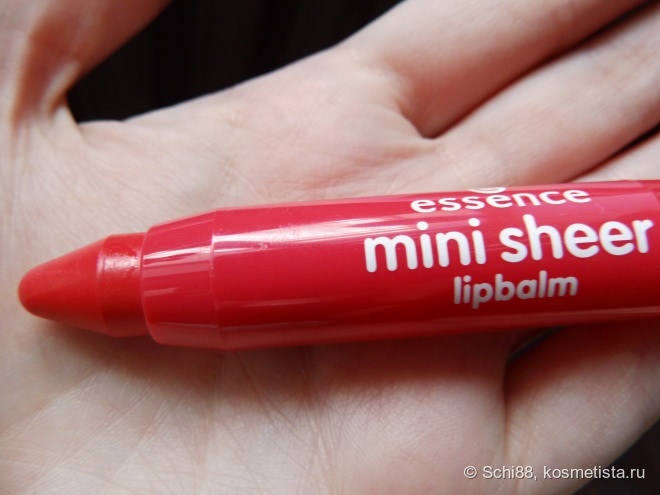 essence
mini sheer
lipbalm
© Schi88, kosmetista.ru